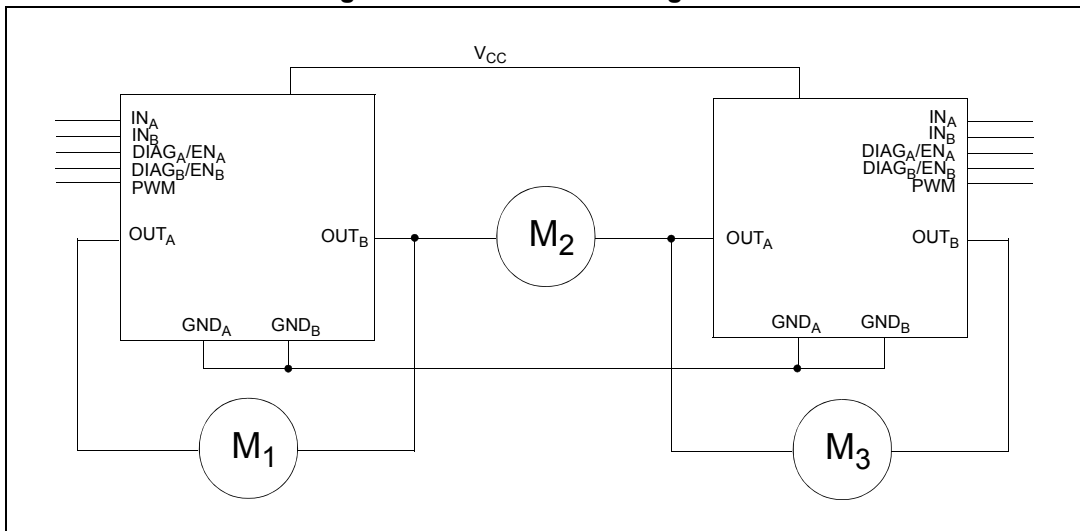 V_CC
IN_A
IN_B
DIAG_A/EN_A
DIAG_B/EN_B
PWM
OUT_A
OUT_B
GND_A
GND_B
M_2
IN_A
IN_B
DIAG_A/EN_A
DIAG_B/EN_B
PWM
OUT_A
OUT_B
GND_A
GND_B
M_1
M_3